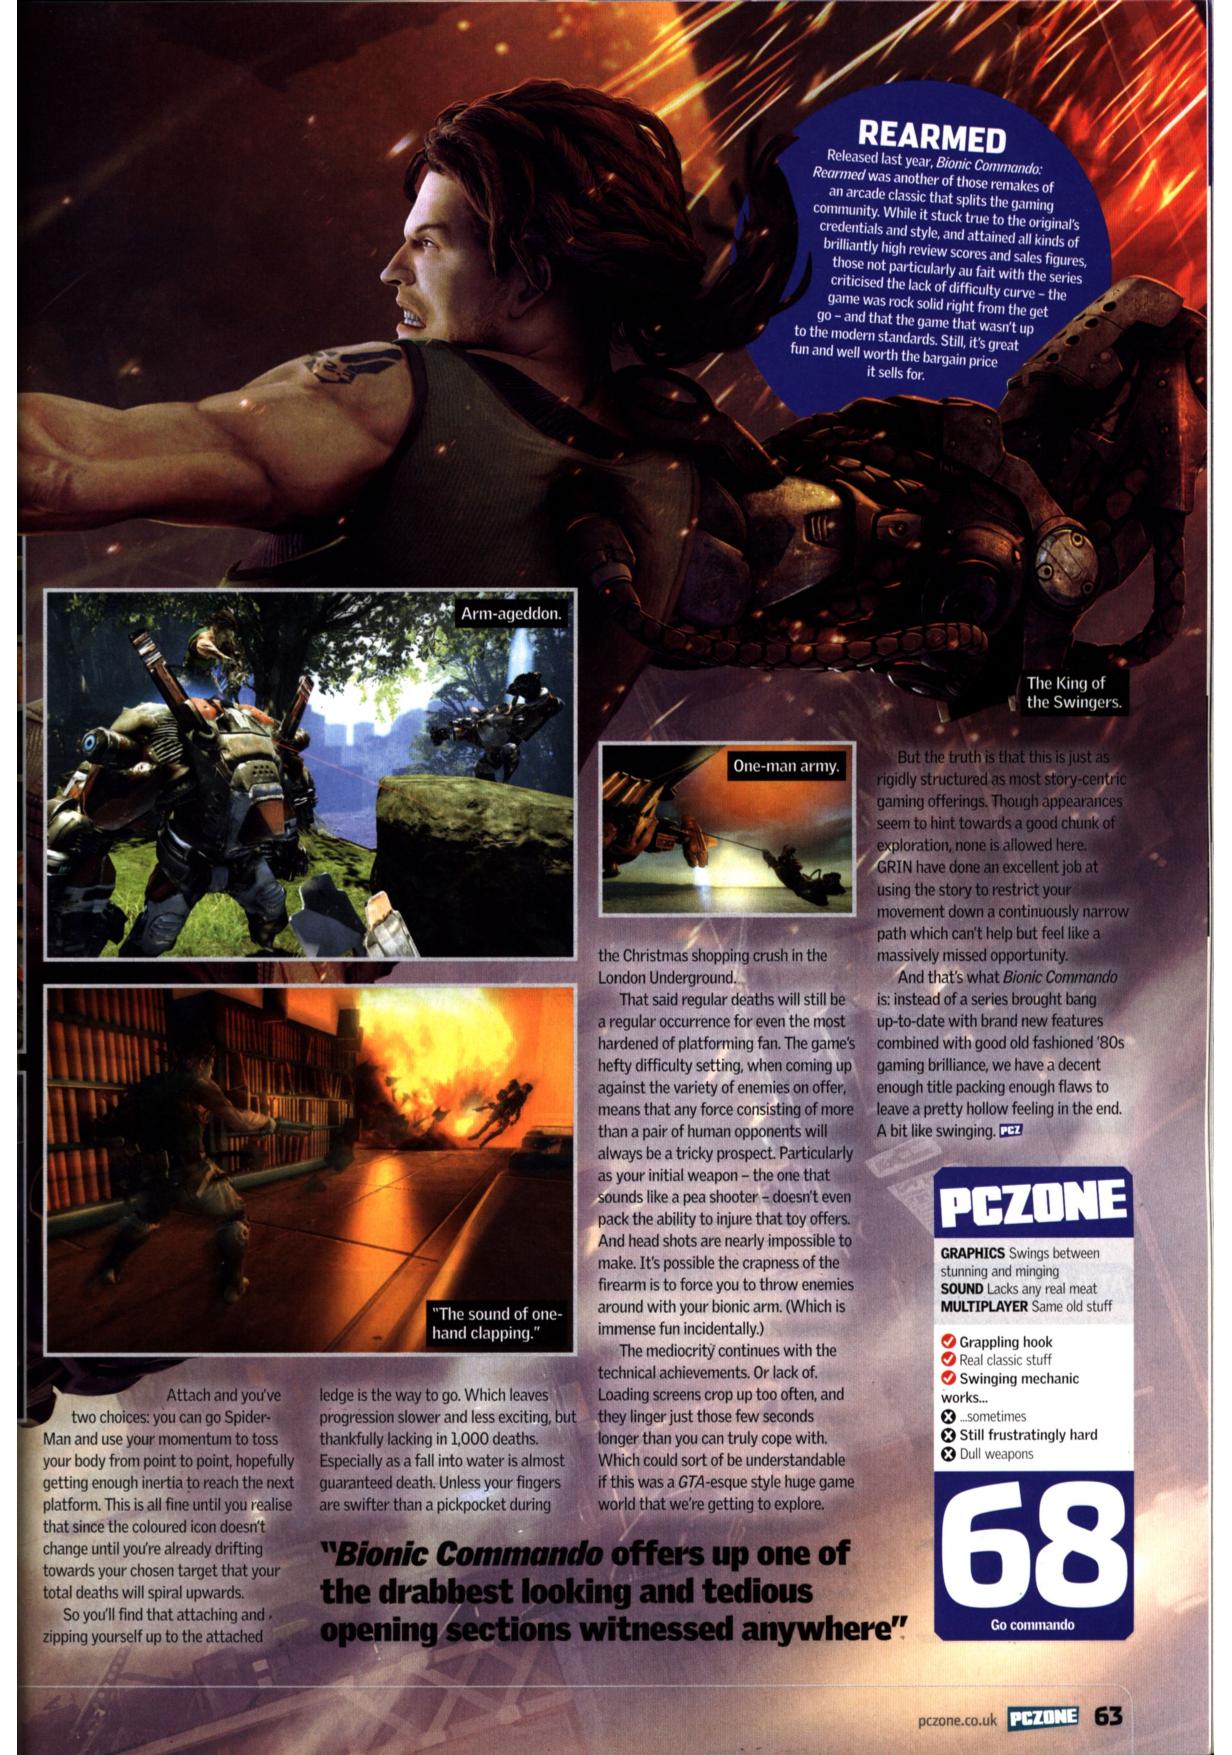 REARMED
Released last year, Bionic Commando:
Rearmed was another of those remakes of
an arcade classic that splits the gaming
community. While it stuck true to the original's
credentials and style, and attained all kinds of
brilliantly high review scores and sales figures,
those not particularly au fait with the series
criticised the lack of difficulty curve – the
game was rock solid right from the get
go – and that the game that wasn't up
to the modern standards. Still, it's great
fun and well worth the bargain price
it sells for.
Arm-ageddon.
The King of
the Swingers.
One-man army.
"The sound of one-
hand clapping."
Attach and you've
two choices: you can go Spider-
Man and use your momentum to toss
your body from point to point, hopefully
getting enough inertia to reach the next
platform. This is all fine until you realise
that since the coloured icon doesn't
change until you're already drifting
towards your chosen target that your
total deaths will spiral upwards.
So you'll find that attaching and
zipping yourself up to the attached
ledge is the way to go. Which leaves
progression slower and less exciting, but
thankfully lacking in 1,000 deaths.
Especially as a fall into water is almost
guaranteed death. Unless your fingers
are swifter than a pickpocket during
the Christmas shopping crush in the
London Underground.
That said regular deaths will still be
a regular occurrence for even the most
hardened of platforming fan. The game's
hefty difficulty setting, when coming up
against the variety of enemies on offer,
means that any force consisting of more
than a pair of human opponents will
always be a tricky prospect. Particularly
as your initial weapon – the one that
sounds like a pea shooter – doesn't even
pack the ability to injure that toy offers.
And head shots are nearly impossible to
make. It's possible the crapness of the
firearm is to force you to throw enemies
around with your bionic arm. (Which is
immense fun incidentally.)
The mediocrity continues with the
technical achievements. Or lack of.
Loading screens crop up too often, and
they linger just those few seconds
longer than you can truly cope with.
Which could sort of be understandable
if this was a GTA-esque style huge game
world that we're getting to explore.
But the truth is that this is just as
rigidly structured as most story-centric
gaming offerings. Though appearances
seem to hint towards a good chunk of
exploration, none is allowed here.
GRIN have done an excellent job at
using the story to restrict your
movement down a continuously narrow
path which can't help but feel like a
massively missed opportunity.
And that's what Bionic Commando
is: instead of a series brought bang
up-to-date with brand new features
combined with good old fashioned '80s
gaming brilliance, we have a decent
enough title packing enough flaws to
leave a pretty hollow feeling in the end.
A bit like swinging. PCZ
"Bionic Commando offers up one of
the drabbest looking and tedious
opening sections witnessed anywhere"
PCZONE
GRAPHICS Swings between
stunning and minging
SOUND Lacks any real meat
MULTIPLAYER Same old stuff
Grappling hook
Real classic stuff
Swinging mechanic
works...
...sometimes
Still frustratingly hard
Dull weapons
68
Go commando
pczone.co.uk PCZONE 63